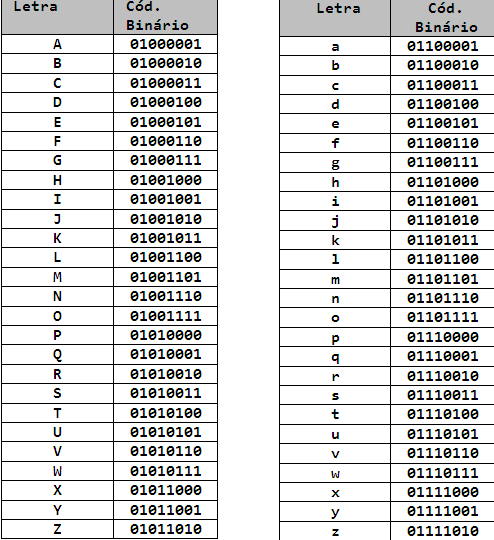 Letra Cód. Binário
A 01000001
B 01000010
C 01000011
D 01000100
E 01000101
F 01000110
G 01000111
H 01001000
I 01001001
J 01001010
K 01001011
L 01001100
M 01001101
N 01001110
O 01001111
P 01010000
Q 01010001
R 01010010
S 01010011
T 01010100
U 01010101
V 01010110
W 01010111
X 01011000
Y 01011001
Z 01011010
Letra Cód. Binário
a 01100001
b 01100010
c 01100011
d 01100100
e 01100101
f 01100110
g 01100111
h 01101000
i 01101001
j 01101010
k 01101011
l 01101100
m 01101101
n 01101110
o 01101111
p 01110000
q 01110001
r 01110010
s 01110011
t 01110100
u 01110101
v 01110110
w 01110111
x 01111000
y 01111001
z 01111010